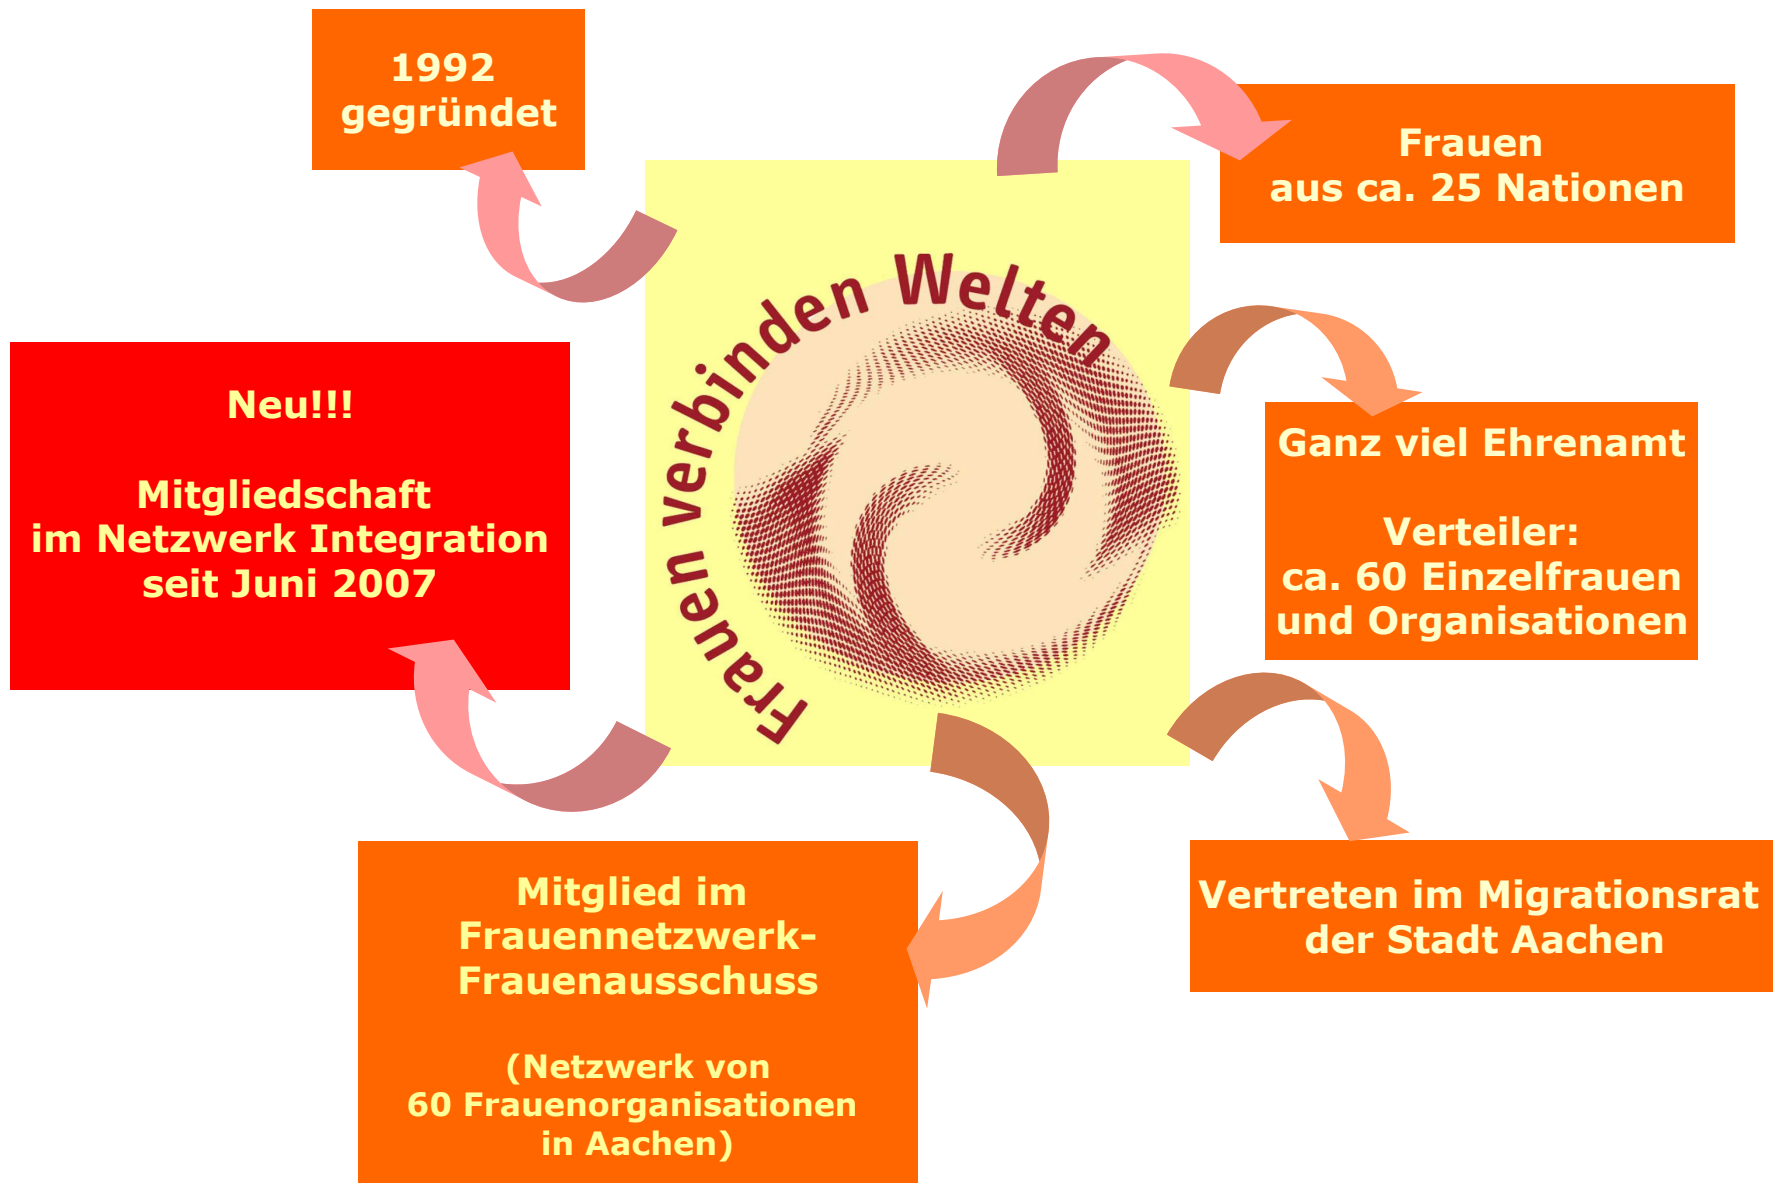 1992
gegründet
Frauen
aus ca. 25 Nationen
Frauen verbinden Welten
Neu!!!
Mitgliedschaft
im Netzwerk Integration
seit Juni 2007
Ganz viel Ehrenamt
Verteiler:
ca. 60 Einzelfrauen
und Organisationen
Mitglied im
Frauennetzwerk-
Frauenausschuss
(Netzwerk von
60 Frauenorganisationen
in Aachen)
Vertreten im Migrationsrat
der Stadt Aachen